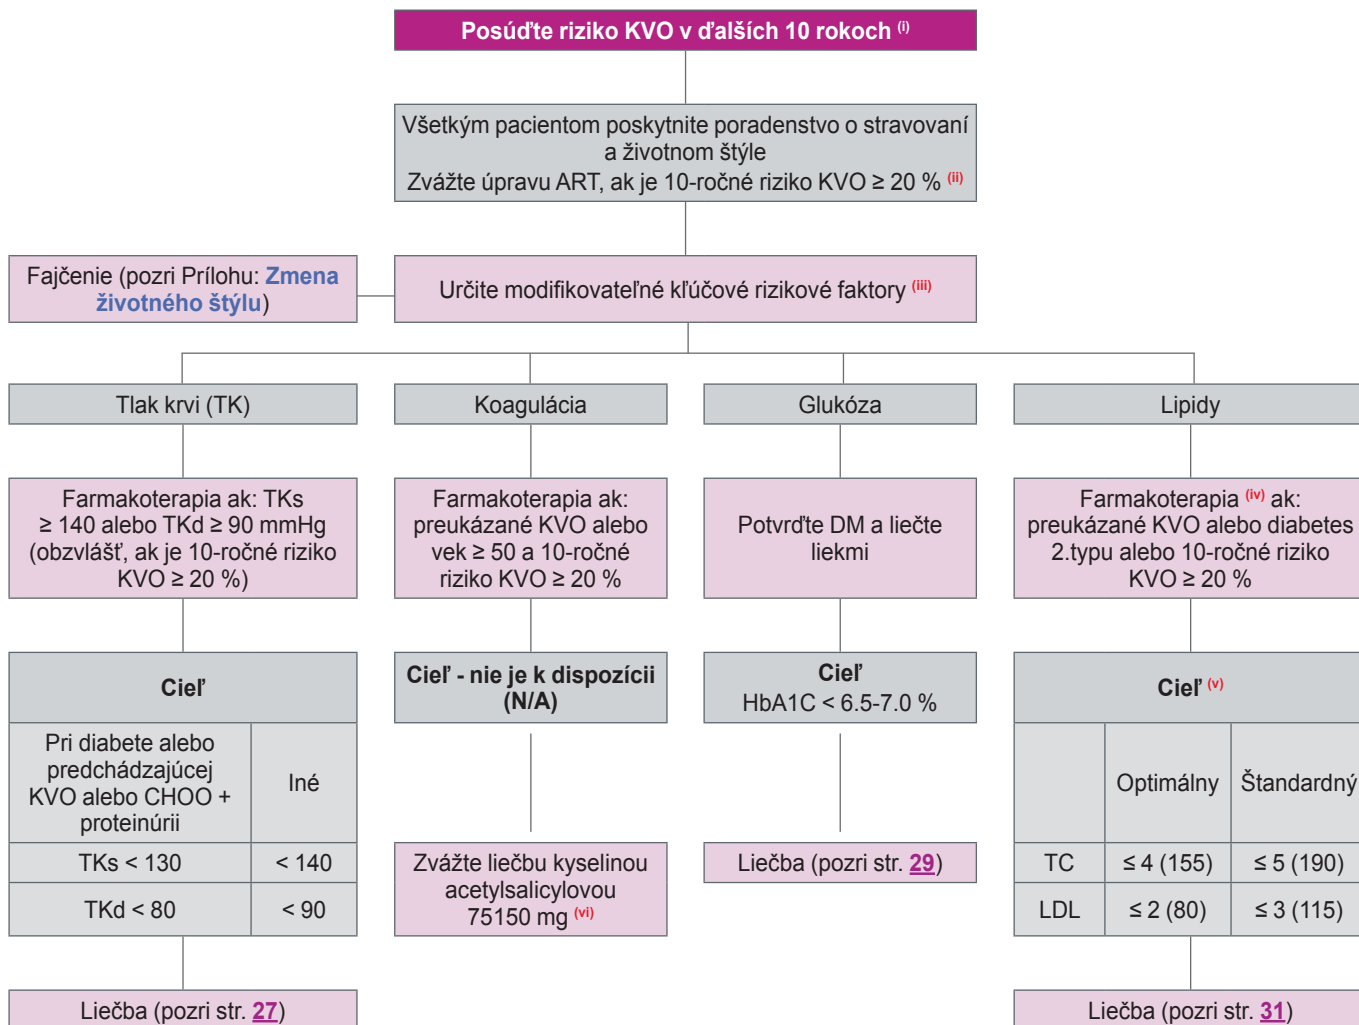 Posúďte riziko KVO v ďalších 10 rokoch (i)
Všetkým pacientom poskytnite poradenstvo o stravovaní
a životnom štýle
Zvážte úpravu ART, ak je 10-ročné riziko KVO ≥ 20 % (ii)
Fajčenie (pozri Prílohu: Zmena
životného štýlu)
Určite modifikovateľné kľúčové rizikové faktory (iii)
Tlak krvi (TK)
Koagulácia
Glukóza
Lipidy
Farmakoterapia ak: TKs
≥ 140 alebo TKd ≥ 90 mmHg
(obzvlášť, ak je 10-ročné riziko
KVO ≥ 20 %)
Farmakoterapia ak:
preukázané KVO alebo
vek ≥ 50 a 10-ročné
riziko KVO ≥ 20 %
Potvrďte DM a liečte
liekmi
Farmakoterapia (iv) ak:
preukázané KVO alebo diabetes
2.typu alebo 10-ročné riziko
KVO ≥ 20 %
Cieľ
Pri diabete alebo
predchádzajúcej
KVO alebo CHOO +
proteinúrii
Iné
TKs < 130
< 140
TKd < 80
< 90
Cieľ - nie je k dispozícii
(N/A)
Cieľ
HbA1C < 6.5-7.0 %
Cieľ (v)
Optimálny
Štandardný
TC
≤ 4 (155)
≤ 5 (190)
LDL
≤ 2 (80)
≤ 3 (115)
Zvážte liečbu kyselinou
acetylsalicylovou
75150 mg (vi)
Liečba (pozri str. 29)
Liečba (pozri str. 27)
Liečba (pozri str. 31)